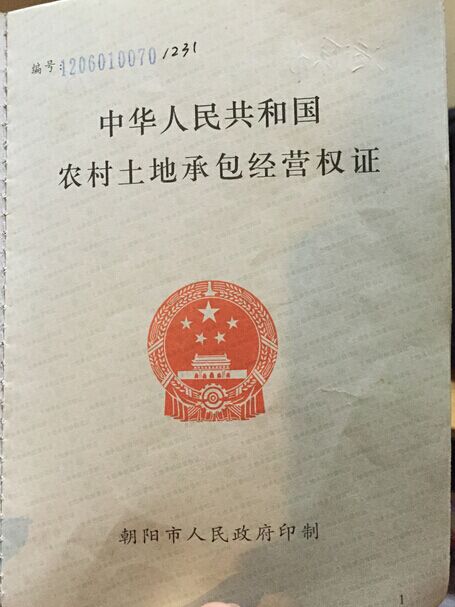 编号:1206010070 1231
中华人民共和国
农村土地承包经营权证
朝阳市人民政府印制
1